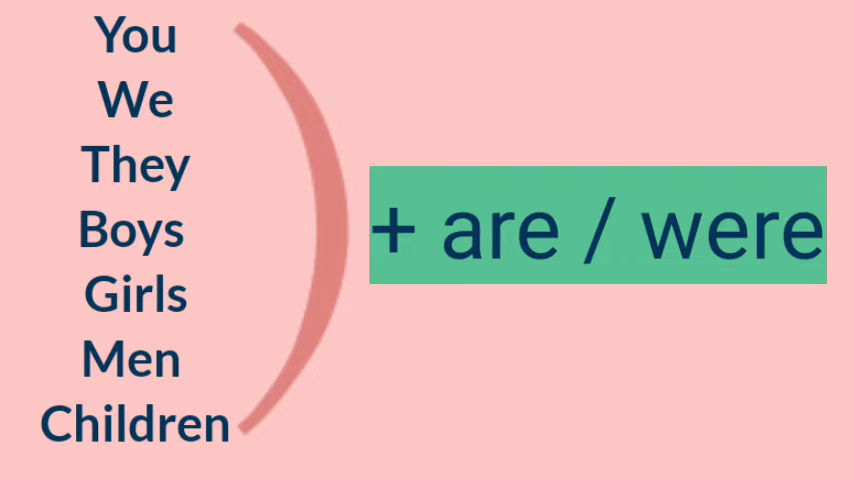 You
We
They
Boys
Girls
Men
Children
+ are / were